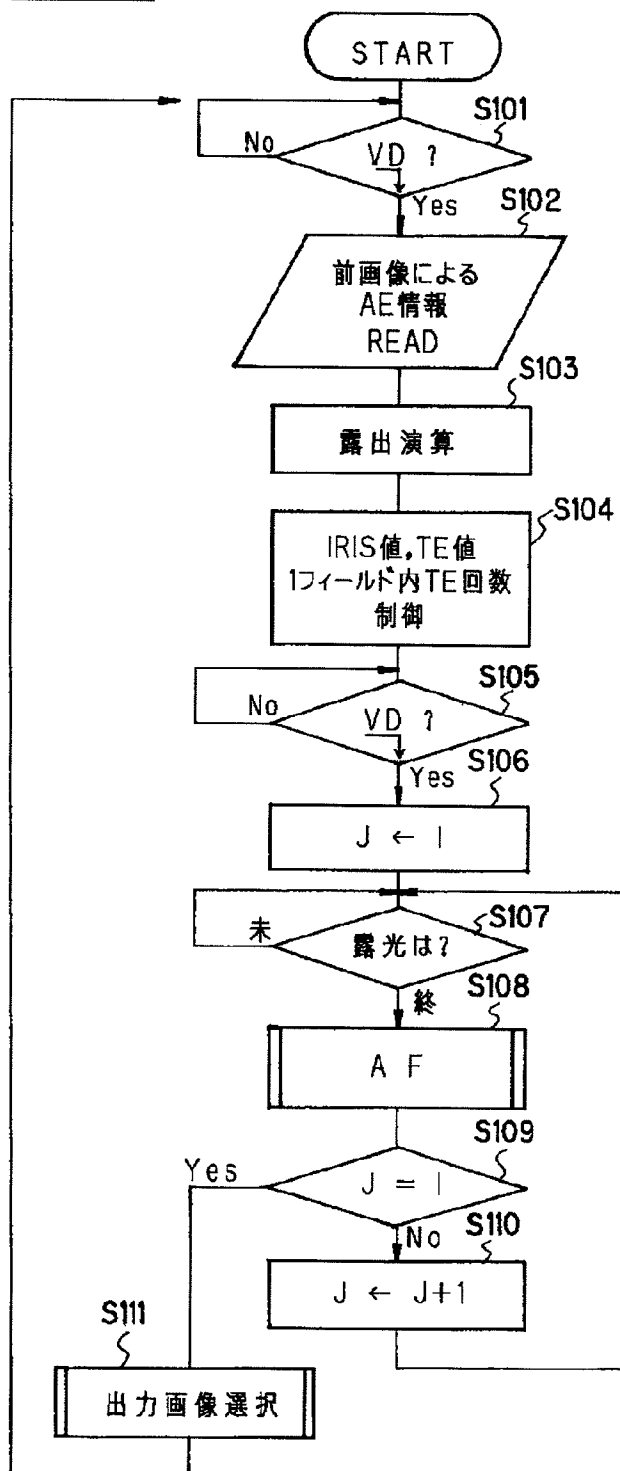 START
S101
No
VD ?
Yes
S102
前画像による
AE情報
READ
S103
露出演算
S104
IRIS値,TE値
1フィールド内TE回数
制御
S105
No
VD ?
Yes
S106
J ← I
S107
未
露光は?
終
S108
A F
S109
Yes
J = I
No
S110
J ← J+1
S111
出力画像選択